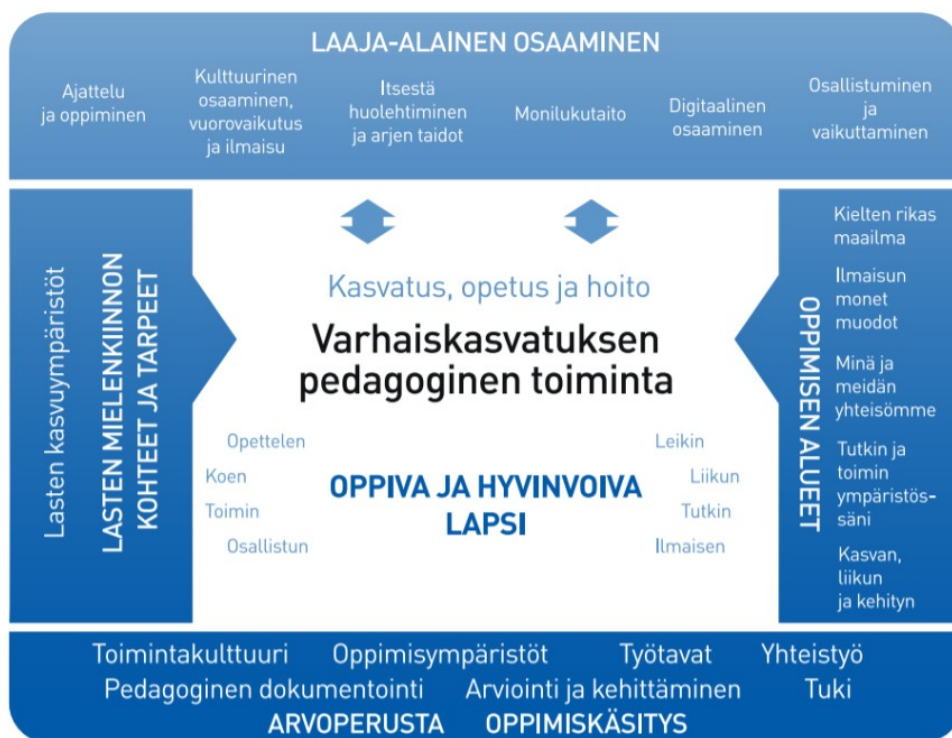 LAAJA-ALAINEN OSAAMINEN
Ajattelu
ja oppiminen
Kulttuurinen
osaaminen,
vuorovaikutus
ja ilmaisu
Itsestä
huolehtiminen
ja arjen taidot
Monilukutaito
Digitaalinen
osaaminen
Osallistuminen
ja
vaikuttaminen
Lasten kasvuympäristöt
LASTEN MIELENKIINNON
KOHTEET JA TARPEET
Kasvatus, opetus ja hoito
Varhaiskasvatuksen
pedagoginen toiminta
Opettelen
Koen
Toimin
Osallistun
OPPIVA JA HYVINVOIVA
LAPSI
Leikin
Liikun
Tutkin
Ilmaisen
OPPIMISEN ALUEET
Kielten rikas
maailma
Ilmaisun
monet
muodot
Minä ja
meidän
yhteisömme
Tutkin ja
toimin
ympäristös-
säni
Kasvan,
liikun
ja kehityn
Toimintakulttuuri Oppimisympäristöt Työtavat Yhteistyö
Pedagoginen dokumentointi Arviointi ja kehittäminen Tuki
ARVOPERUSTA OPPIMISKÄSITYS